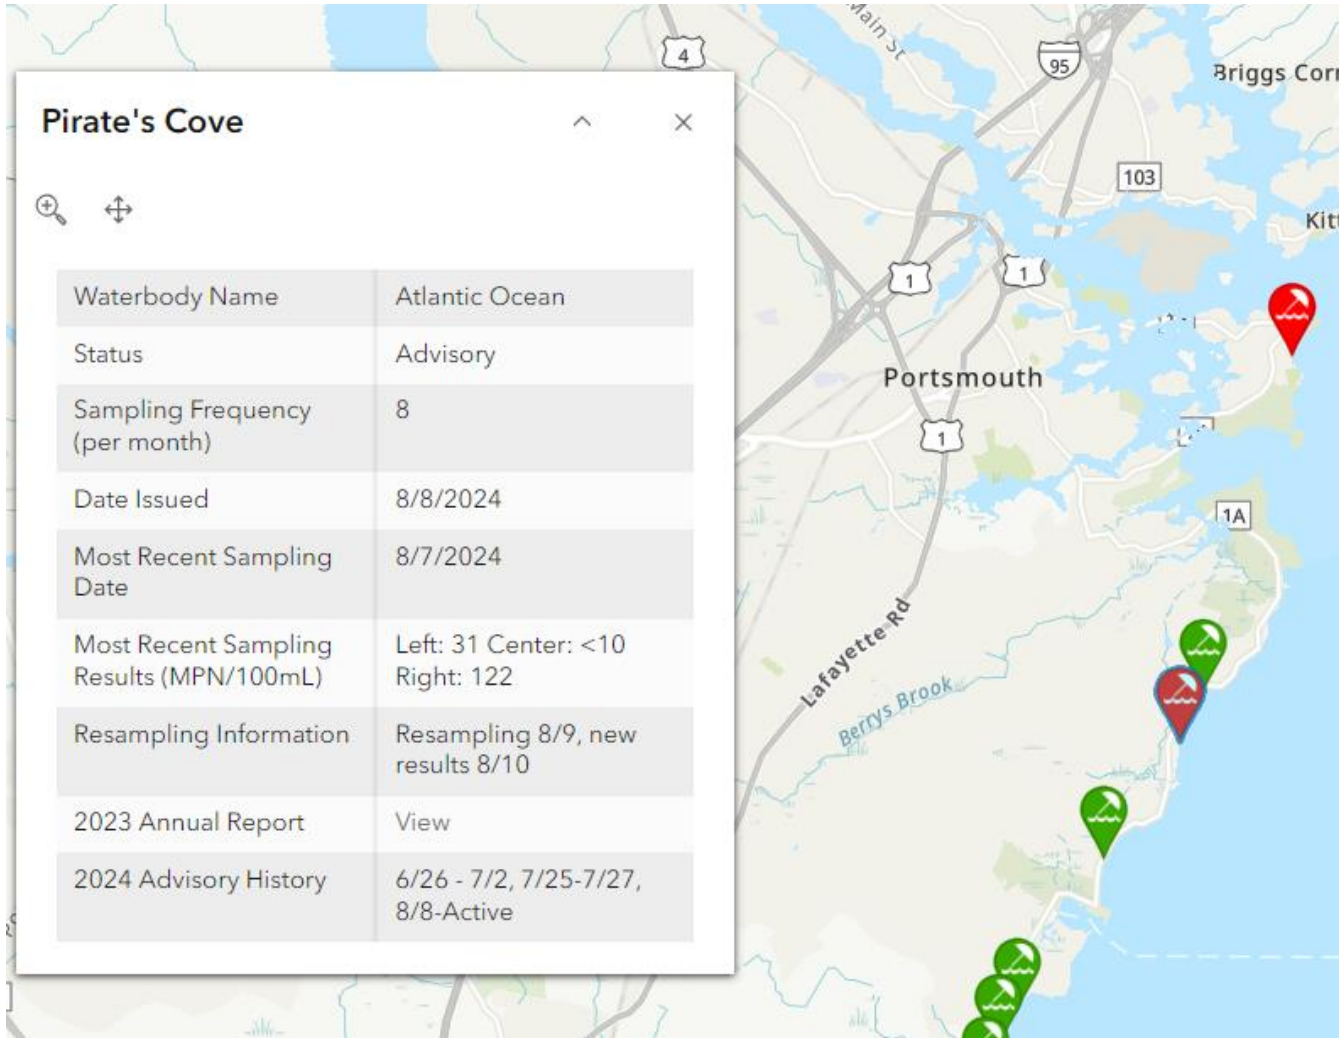 Main St
4
95
Briggs Corn
Pirate's Cove
103
Kit
Waterbody Name Atlantic Ocean
1
1
Status Advisory
Portsmouth
Sampling Frequency 8
(per month)
1
Date Issued 8/8/2024
1A
Most Recent Sampling 8/7/2024
Date
Most Recent Sampling Left: 31 Center: <10
Results (MPN/100mL) Right: 122
Lafayette Rd
Berrys Brook
Resampling Information Resampling 8/9, new
results 8/10
2023 Annual Report View
2024 Advisory History 6/26 - 7/2, 7/25-7/27,
8/8-Active